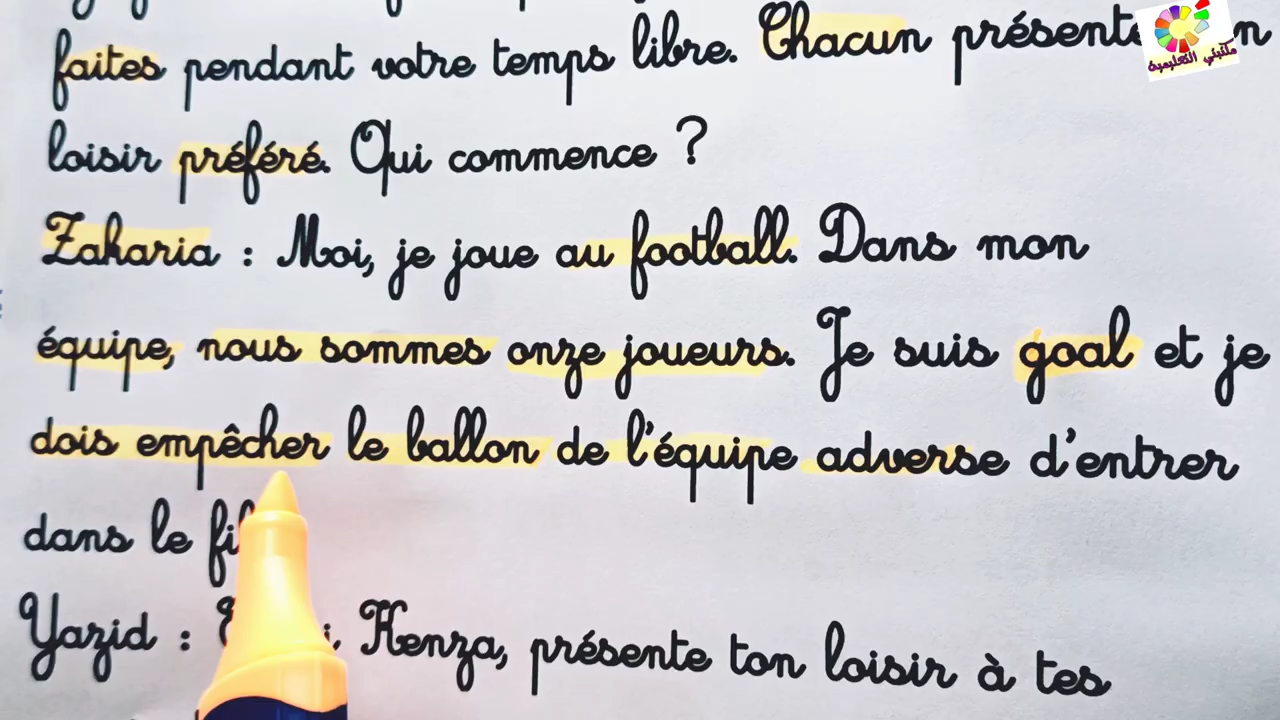 faites pendant votre temps libre. Chacun présente
loisir préféré. Qui commence ?
Zakaria : Moi, je joue au football. Dans mon
équipe, nous sommes onze joueurs. Je suis goal et je
dois empêcher le ballon de l'équipe adverse d'entrer
dans le
Yazid : Kenza, présente ton loisir à tes
مكتبتي التعليمية